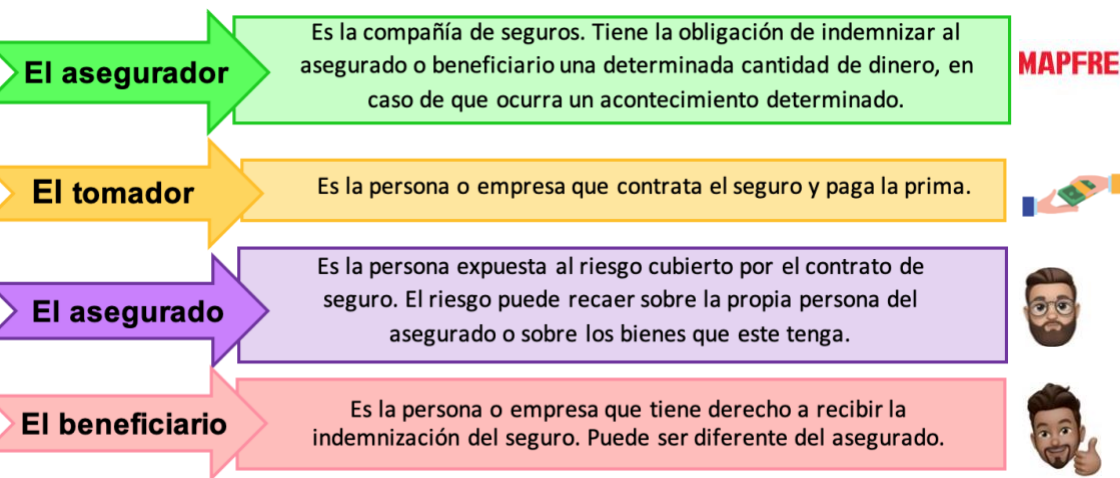 El asegurador
Es la compañía de seguros. Tiene la obligación de indemnizar al
asegurado o beneficiario una determinada cantidad de dinero, en
caso de que ocurra un acontecimiento determinado.
MAPFRE
El tomador
Es la persona o empresa que contrata el seguro y paga la prima.
El asegurado
Es la persona expuesta al riesgo cubierto por el contrato de
seguro. El riesgo puede recaer sobre la propia persona del
asegurado o sobre los bienes que este tenga.
El beneficiario
Es la persona o empresa que tiene derecho a recibir la
indemnización del seguro. Puede ser diferente del asegurado.